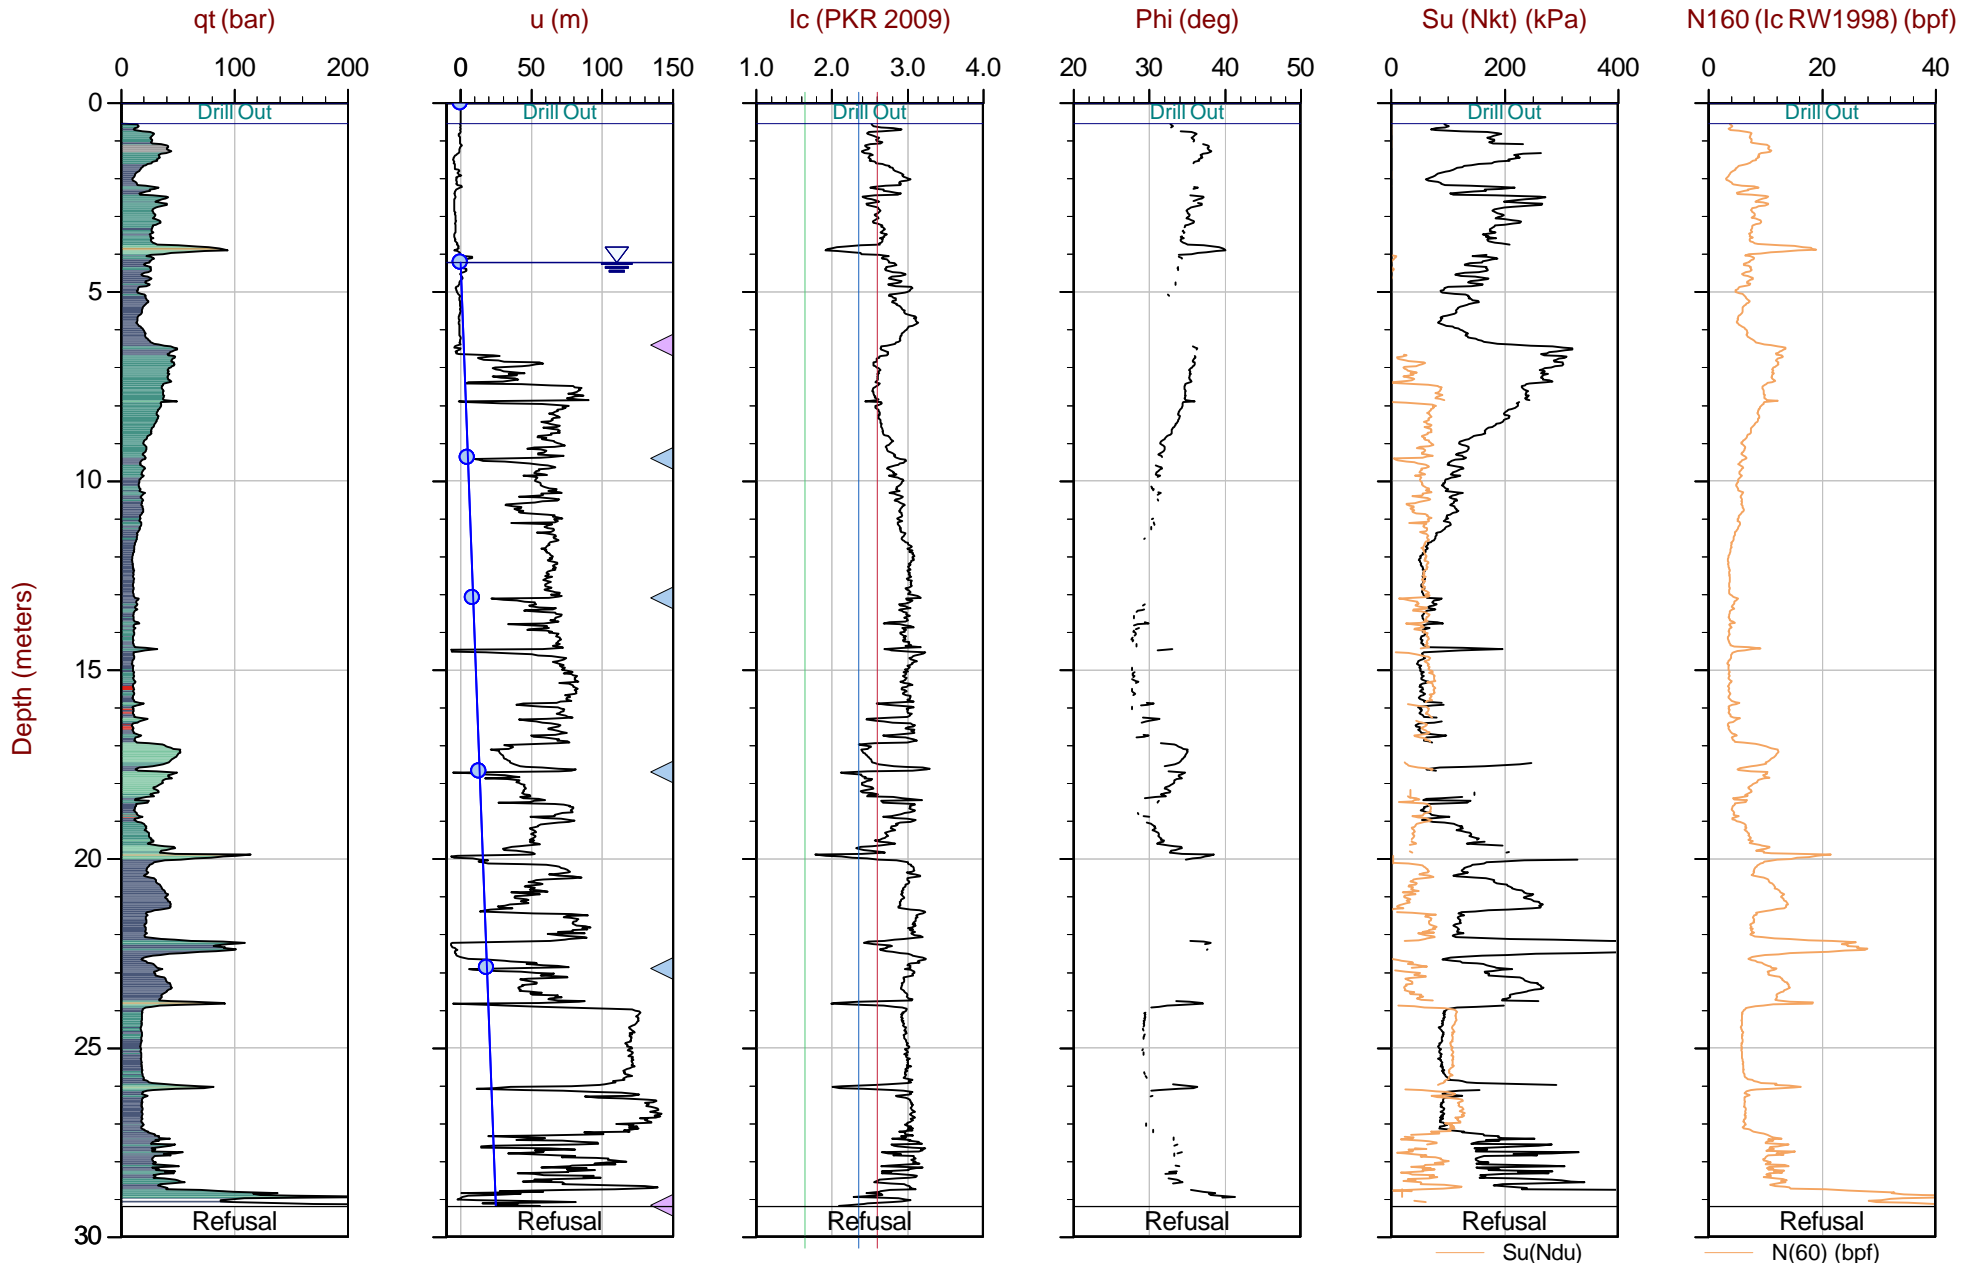 qt (bar) u (m) Ic (PKR 2009) Phi (deg) Su (Nkt) (kPa) N160 (Ic RW1998) (bpf)
0 100 200 0 50 100 150 1.0 2.0 3.0 4.0 20 30 40 50 0 200 400 0 20 40
0
Drill Out Drill Out Drill Out Drill Out Drill Out Drill Out
5
10
Depth (meters)
15
20
25
Refusal Refusal Refusal Refusal Refusal Refusal
30
Su(Ndu) N(60) (bpf)